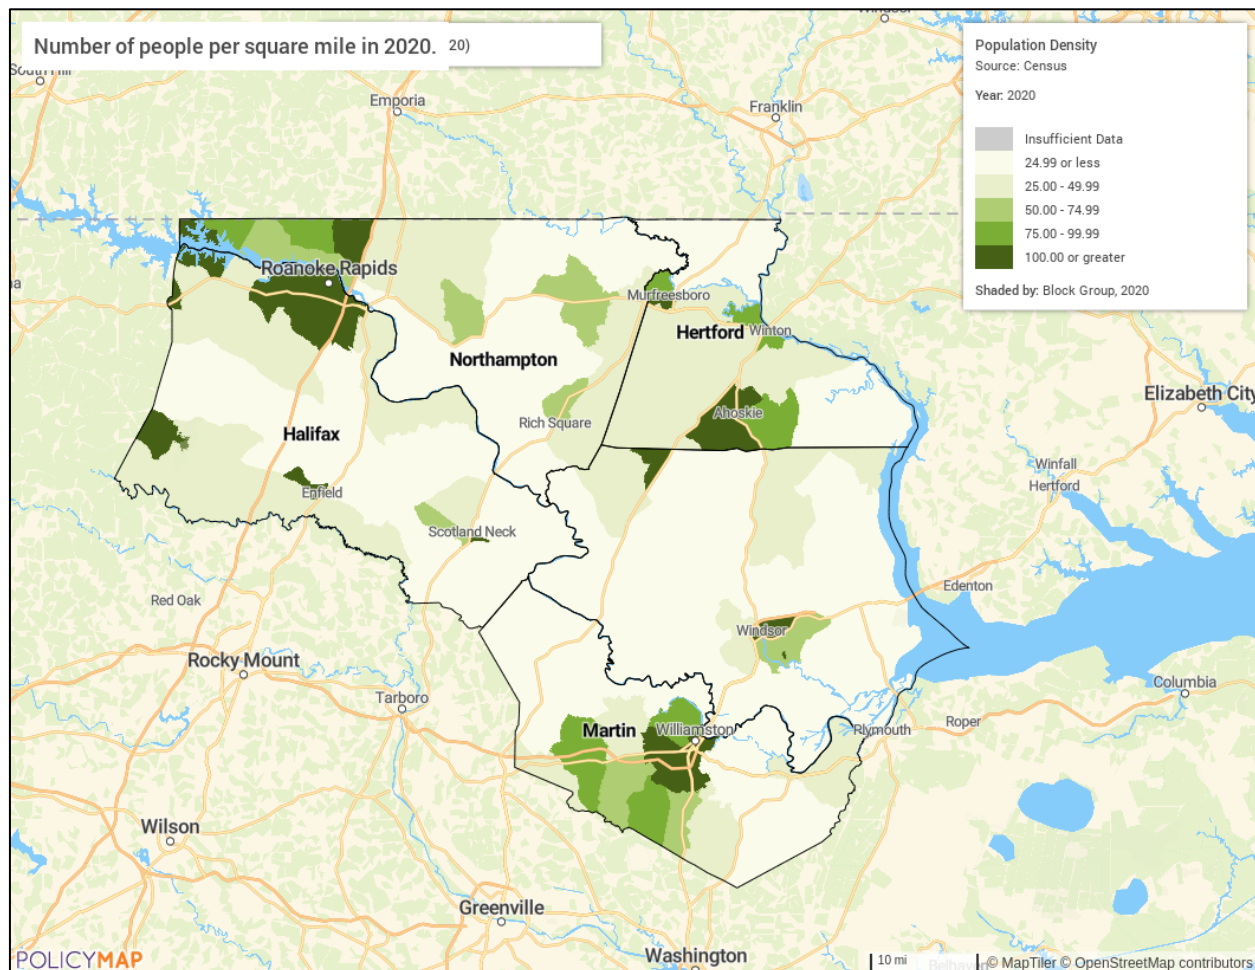 Number of people per square mile in 2020.
20)
Population Density
Source: Census
Year: 2020
Insufficient Data
24.99 or less
25.00 - 49.99
50.00 - 74.99
75.00 - 99.99
100.00 or greater
Shaded by: Block Group, 2020
South Hill
Emporia
Franklin
Roanoke Rapids
Murfreesboro
Hertford
Winton
Northampton
Elizabeth City
Ahoskie
Rich Square
Halifax
Winfall
Hertford
Enfield
Scotland Neck
Edenton
Red Oak
Windsor
Rocky Mount
Columbia
Tarboro
Martin
Williamston
Plymouth
Roper
Wilson
Greenville
Washington
POLICYMAP
10 mi
Belhaven
© MapTiler © OpenStreetMap contributors